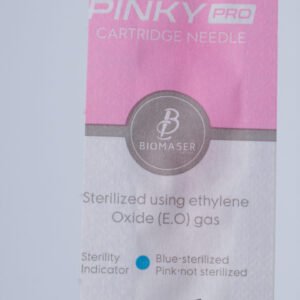 PINKY PRO
CARTRIDGE NEEDLE
B
BIOMASER
Sterilized using ethylene
Oxide (E.O) gas
Sterility Indicator
Blue-sterilized
Pink-not sterilized